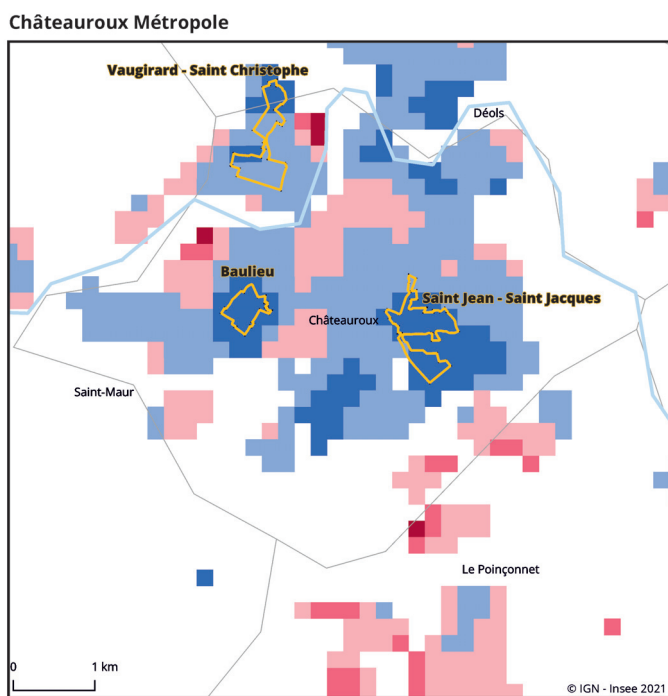 Châteauroux Métropole
Vaugirard - Saint Christophe
Déols
Baulieu
Saint Jean - Saint Jacques
Châteauroux
Saint-Maur
Le Poinçonnet
0 1 km
© IGN - Insee 2021